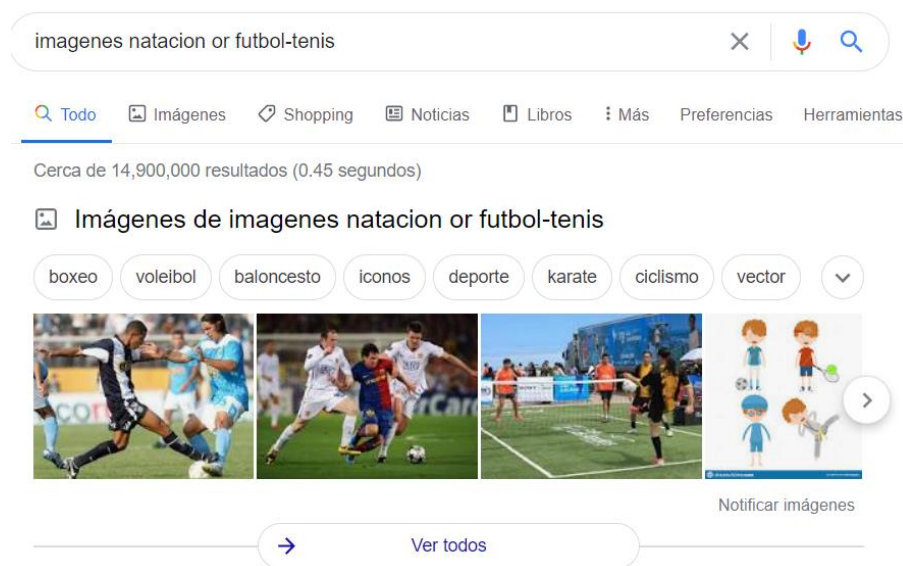 imagenes natacion or futbol-tenis
Todo Imágenes Shopping Noticias Libros Más Preferencias Herramientas
Cerca de 14,900,000 resultados (0.45 segundos)
Imágenes de imagenes natacion or futbol-tenis
boxeo voleibol baloncesto iconos deporte karate ciclismo vector
Notificar imágenes
Ver todos